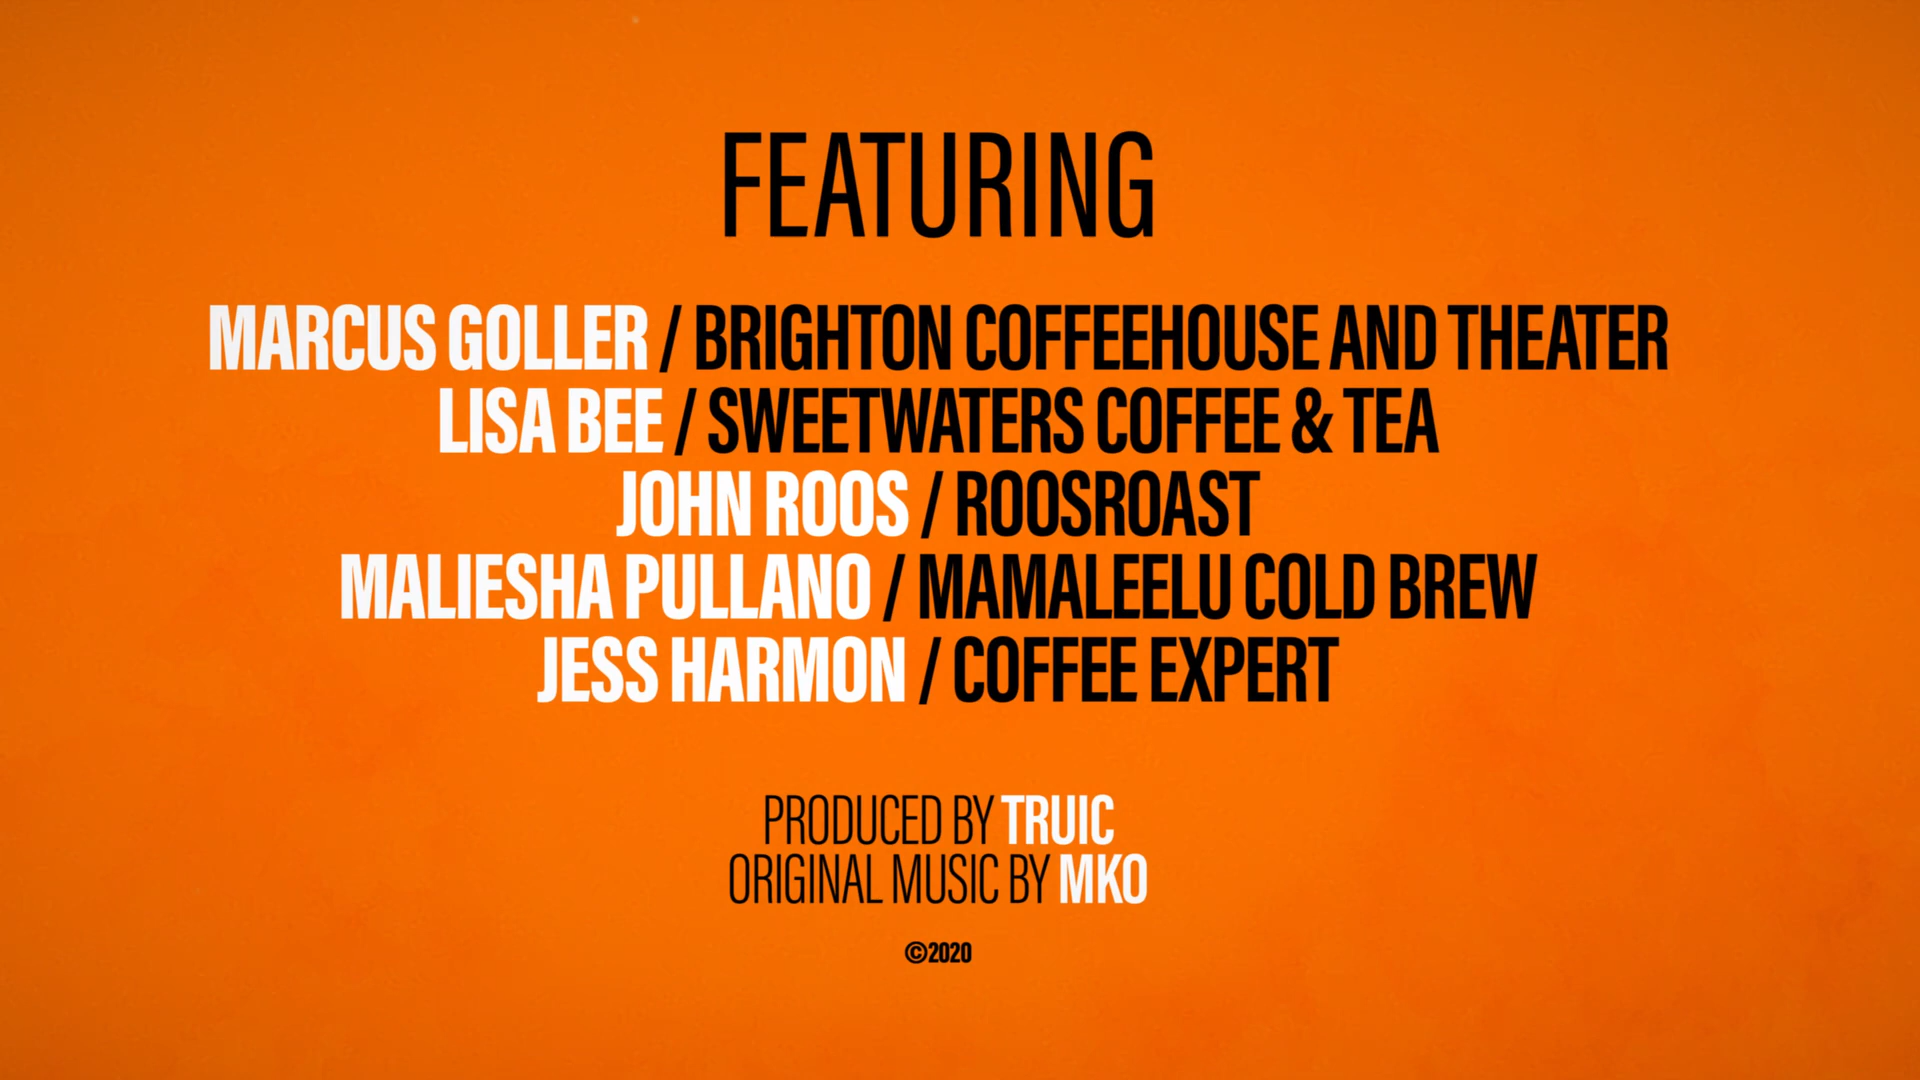 FEATURING
MARCUS GOLLER / BRIGHTON COFFEEHOUSE AND THEATER
LISA BEE / SWEETWATERS COFFEE & TEA
JOHN ROOS / ROOSROAST
MALIESHA PULLANO / MAMALEELU COLD BREW
JESS HARMON / COFFEE EXPERT
PRODUCED BY TRUIC
ORIGINAL MUSIC BY MKO
©2020